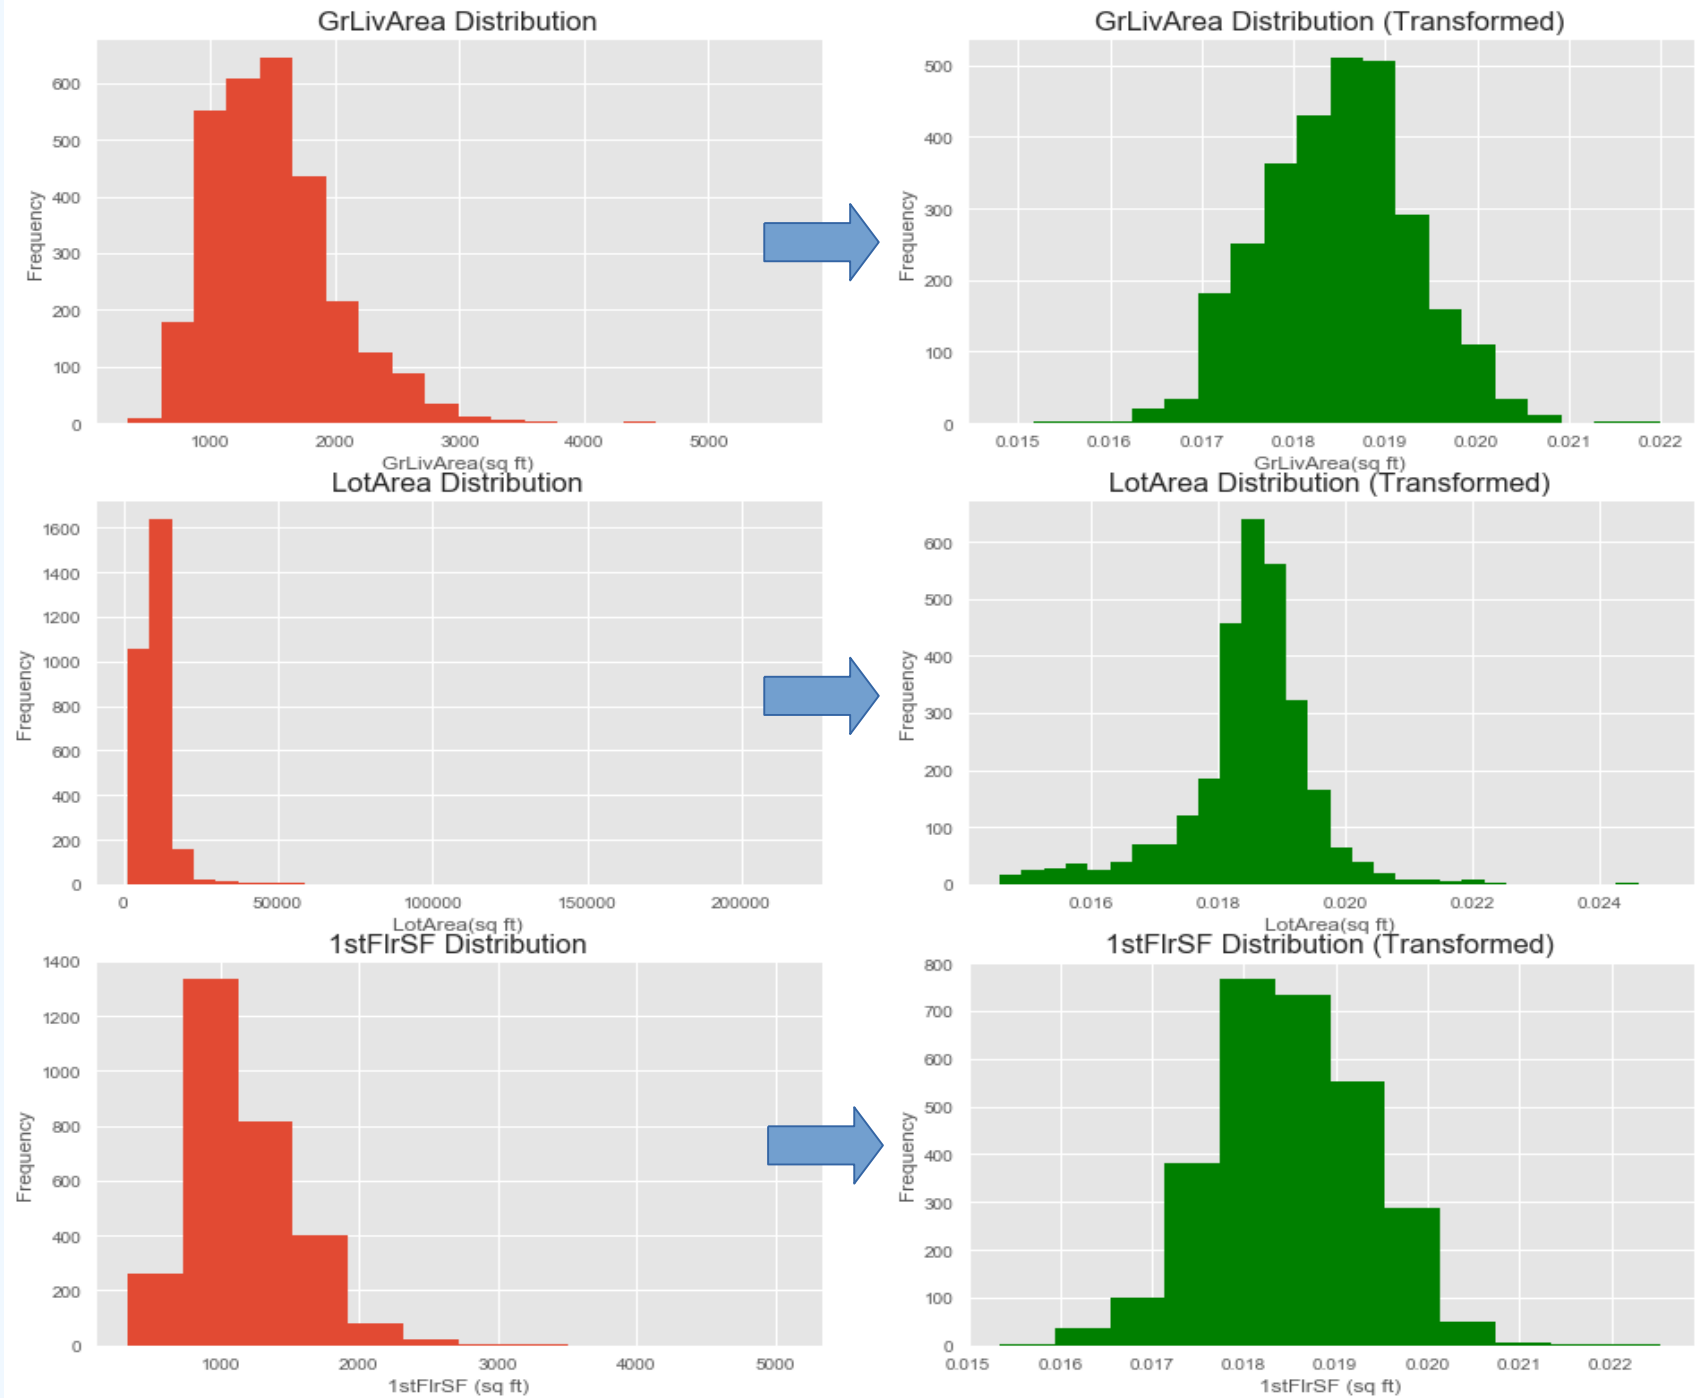 GrLivArea Distribution
600
500
400
300
200
100
0
Frequency
1000 2000 3000 4000 5000
GrLivArea(sq ft)
GrLivArea Distribution (Transformed)
500
400
300
200
100
0
Frequency
0.015 0.016 0.017 0.018 0.019 0.020 0.021 0.022
GrLivArea(sq ft)
LotArea Distribution
1600
1400
1200
1000
800
600
400
200
0
Frequency
0 50000 100000 150000 200000
LotArea(sq ft)
LotArea Distribution (Transformed)
600
500
400
300
200
100
0
Frequency
0.016 0.018 0.020 0.022 0.024
LotArea(sq ft)
1stFlrSF Distribution
1400
1200
1000
800
600
400
200
0
Frequency
1000 2000 3000 4000 5000
1stFlrSF (sq ft)
1stFlrSF Distribution (Transformed)
800
700
600
500
400
300
200
100
0
Frequency
0.015 0.016 0.017 0.018 0.019 0.020 0.021 0.022
1stFlrSF (sq ft)